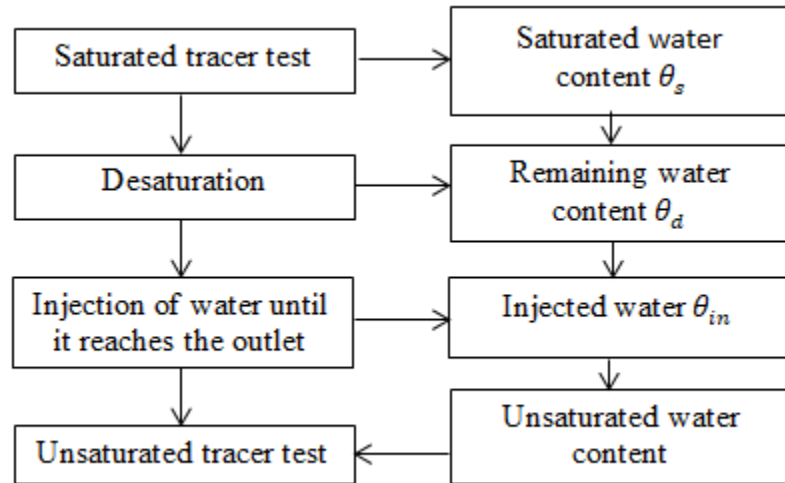 Saturated tracer test
Saturated water
content θₛ
Desaturation
Remaining water
content θ_d
Injection of water until
it reaches the outlet
Injected water θᵢₙ
Unsaturated tracer test
Unsaturated water
content